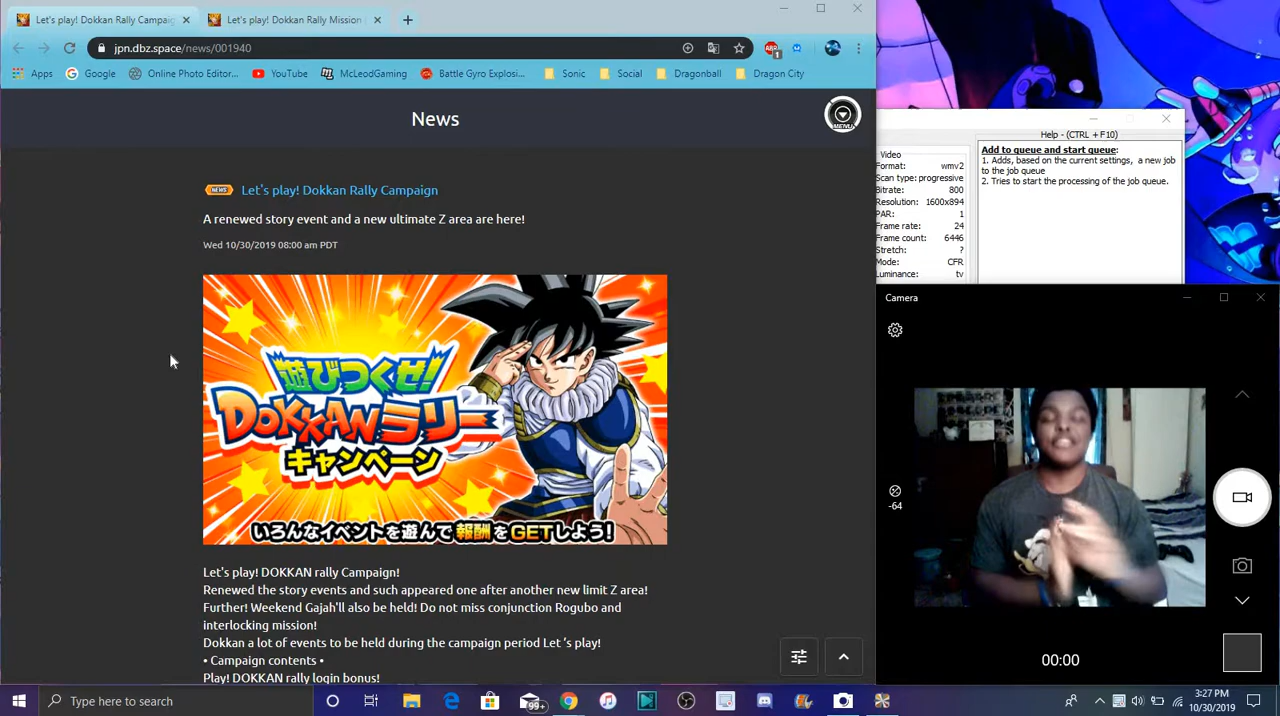 Let's play! Dokkan Rally Campaig
Let's play! Dokkan Rally Mission
jpn.dbz.space/news/001940
Apps
Google
Online Photo Editor...
YouTube
McLeodGaming
Battle Gyro Explosi...
Sonic
Social
Dragonball
Dragon City
News
MENU
NEWS
Let's play! Dokkan Rally Campaign
A renewed story event and a new ultimate Z area are here!
Wed 10/30/2019 08:00 am PDT
遊びつくせ!
DOKKANラリー
キャンペーン
いろんなイベントを遊んで報酬をGETしよう!
Let's play! DOKKAN rally Campaign!
Renewed the story events and such appeared one after another new limit Z area!
Further! Weekend Gajah'll also be held! Do not miss conjunction Rogubo and
interlocking mission!
Dokkan a lot of events to be held during the campaign period Let 's play!
• Campaign contents •
Play! DOKKAN rally login bonus!
Video
Format: wmv2
Scan type: progressive
Bitrate: 800
Resolution: 1600x894
PAR: 1
Frame rate: 24
Frame count: 6446
Stretch: ?
Mode: CFR
Luminance: tv
Help - (CTRL + F10)
Add to queue and start queue:
1. Adds, based on the current settings, a new job
to the job queue
2. Tries to start the processing of the job queue.
Camera
-64
00:00
Type here to search
99+
3:27 PM
10/30/2019